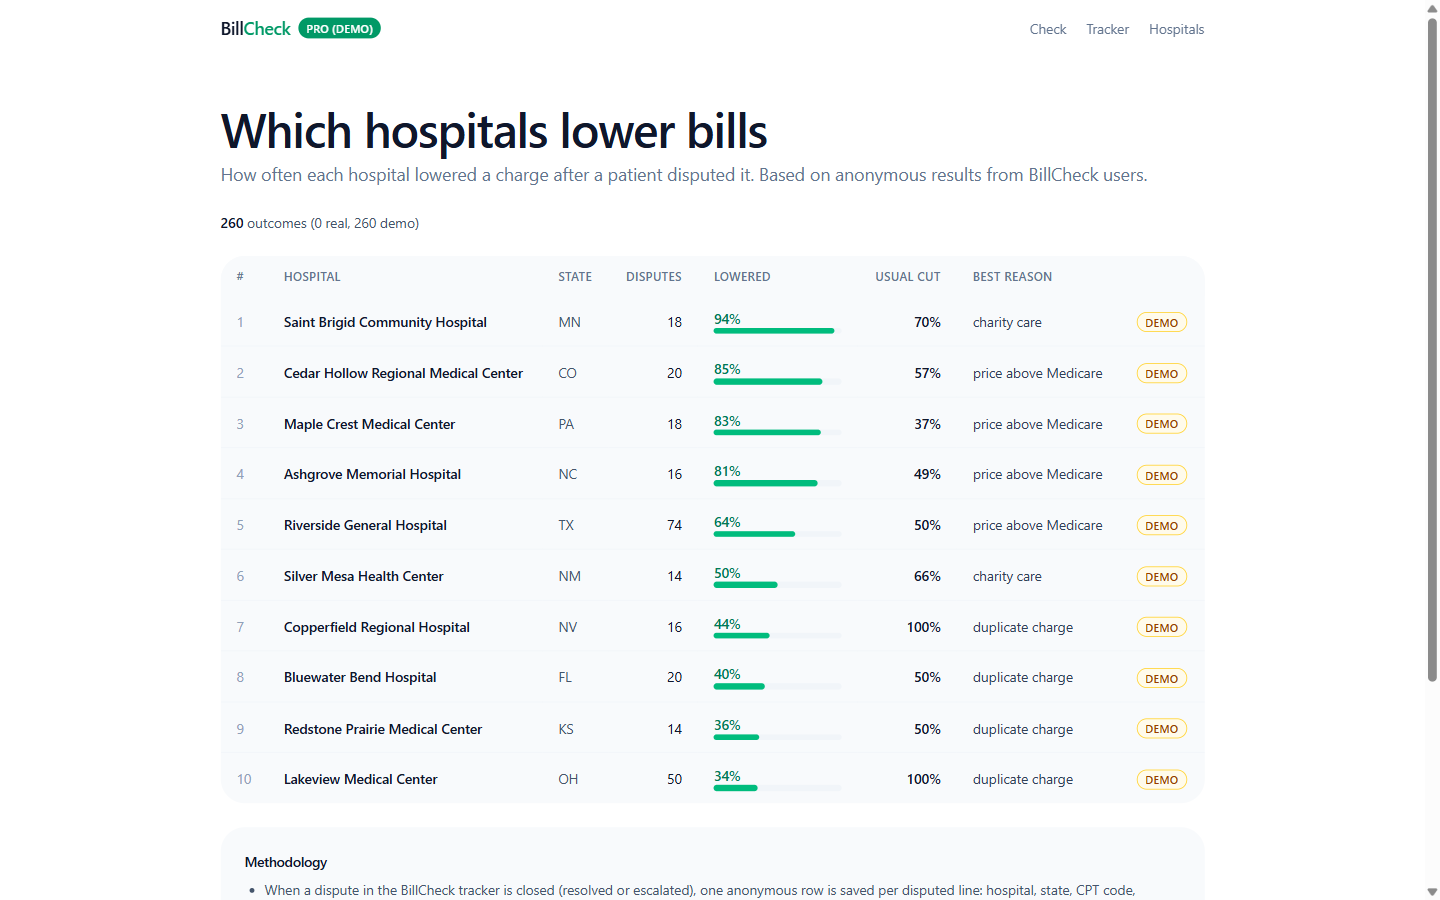 BillCheck PRO (DEMO) Check Tracker Hospitals
Which hospitals lower bills
How often each hospital lowered a charge after a patient disputed it. Based on anonymous results from BillCheck users.
260 outcomes (0 real, 260 demo)
# HOSPITAL STATE DISPUTES LOWERED USUAL CUT BEST REASON
1 Saint Brigid Community Hospital MN 18 94% 70% charity care DEMO
2 Cedar Hollow Regional Medical Center CO 20 85% 57% price above Medicare DEMO
3 Maple Crest Medical Center PA 18 83% 37% price above Medicare DEMO
4 Ashgrove Memorial Hospital NC 16 81% 49% price above Medicare DEMO
5 Riverside General Hospital TX 74 64% 50% price above Medicare DEMO
6 Silver Mesa Health Center NM 14 50% 66% charity care DEMO
7 Copperfield Regional Hospital NV 16 44% 100% duplicate charge DEMO
8 Bluewater Bend Hospital FL 20 40% 50% duplicate charge DEMO
9 Redstone Prairie Medical Center KS 14 36% 50% duplicate charge DEMO
10 Lakeview Medical Center OH 50 34% 100% duplicate charge DEMO
Methodology
• When a dispute in the BillCheck tracker is closed (resolved or escalated), one anonymous row is saved per disputed line: hospital, state, CPT code,